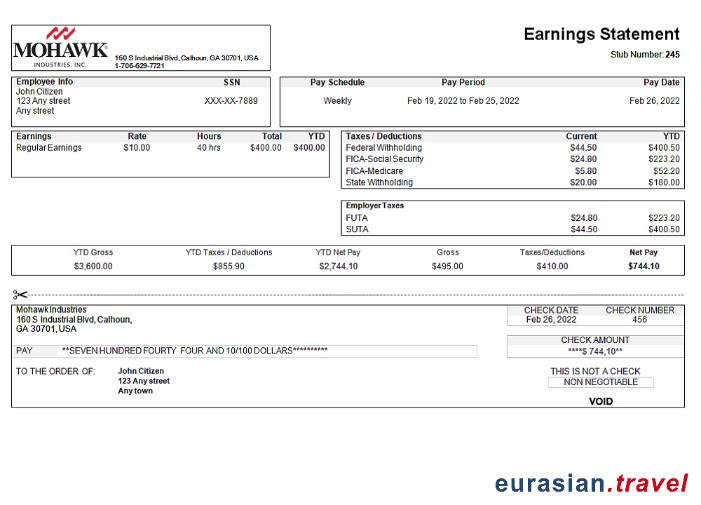 MOHAWK
INDUSTRIES, INC.
160 S Industrial Blvd, Calhoun, GA 30701, USA
1-706-629-7721
Earnings Statement
Stub Number: 245
Employee Info SSN
John Citizen
123 Any street XXX-XX-7889
Any street
Pay Schedule Pay Period Pay Date
Weekly Feb 19, 2022 to Feb 25, 2022 Feb 26, 2022
Earnings Rate Hours Total YTD
Regular Earnings $10.00 40 hrs $400.00 $400.00
Taxes / Deductions Current YTD
Federal Withholding $44.50 $400.50
FICA-Social Security $24.80 $223.20
FICA-Medicare $5.80 $52.20
State Withholding $20.00 $180.00
Employer Taxes
FUTA $24.80 $223.20
SUTA $44.50 $400.50
YTD Gross YTD Taxes / Deductions YTD Net Pay Gross Taxes/Deductions Net Pay
$3,600.00 $855.90 $2,744.10 $495.00 $410.00 $744.10
Mohawk Industries
160 S Industrial Blvd, Calhoun,
GA 30701, USA
CHECK DATE CHECK NUMBER
Feb 26, 2022 456
CHECK AMOUNT
****$ 744,10**
PAY **SEVEN HUNDRED FOURTY FOUR AND 10/100 DOLLARS**********
TO THE ORDER OF: John Citizen
123 Any street
Any town
THIS IS NOT A CHECK
NON NEGOTIABLE
VOID
eurasian.travel